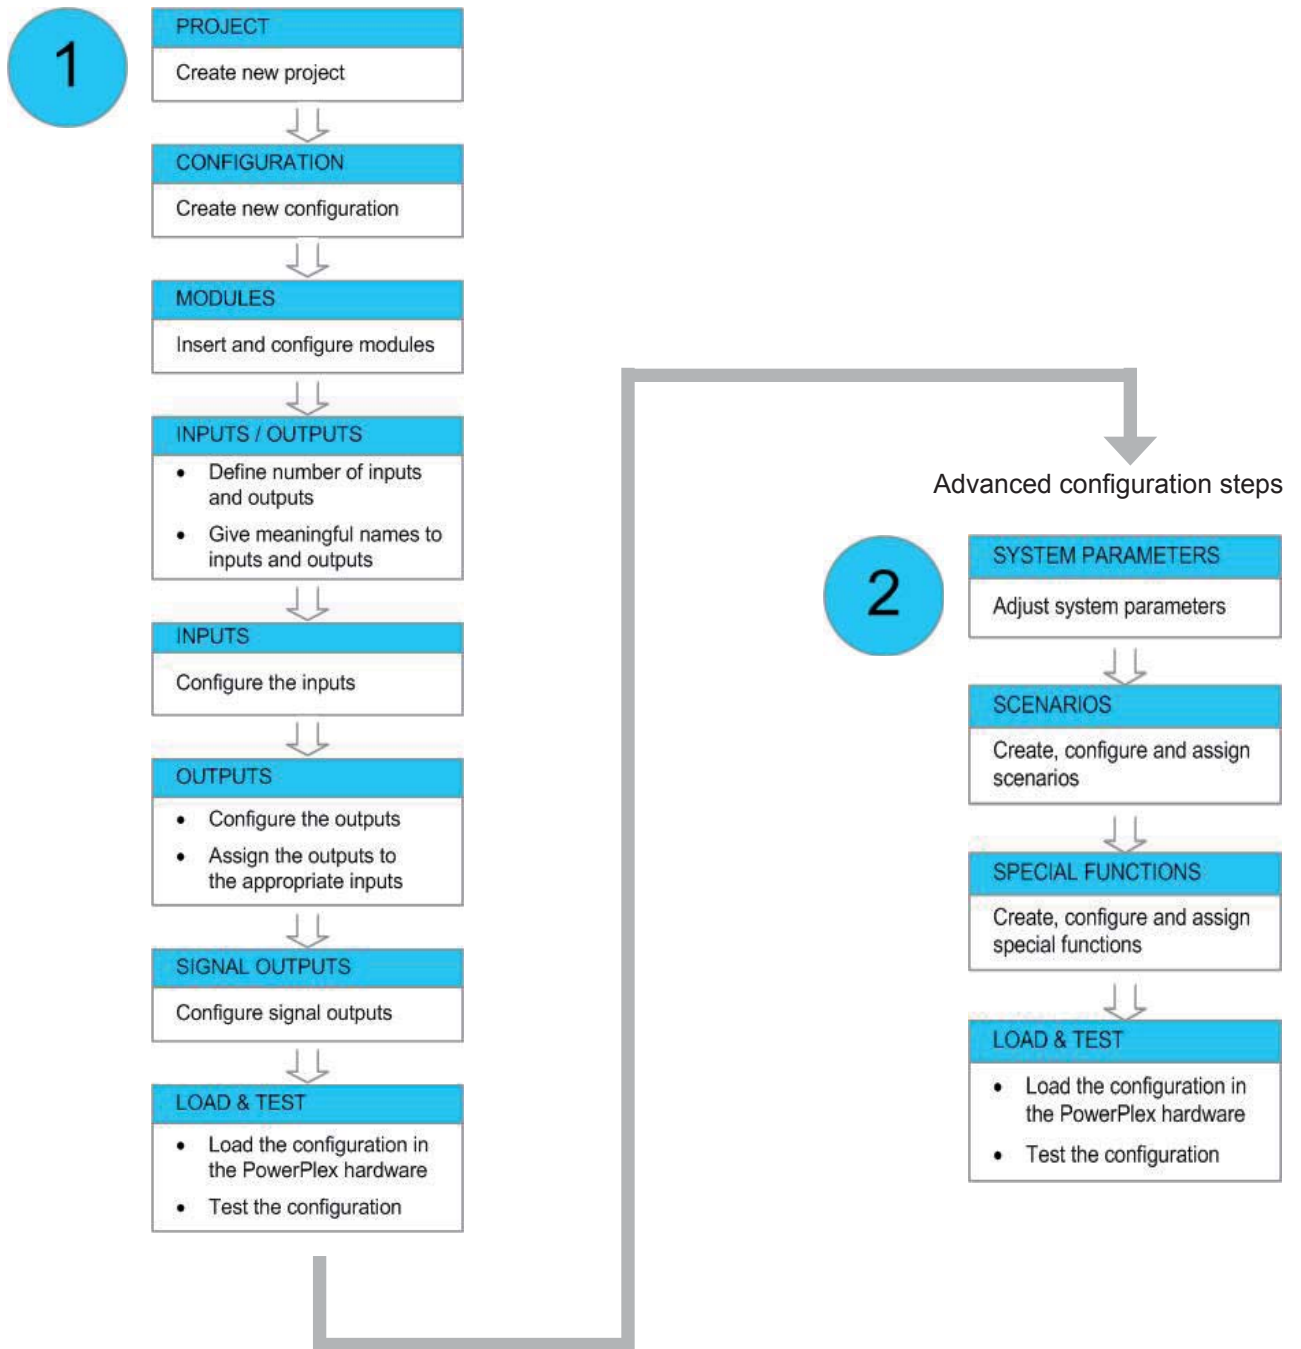 1
PROJECT
Create new project
CONFIGURATION
Create new configuration
MODULES
Insert and configure modules
INPUTS / OUTPUTS
• Define number of inputs
and outputs
• Give meaningful names to
inputs and outputs
INPUTS
Configure the inputs
OUTPUTS
• Configure the outputs
• Assign the outputs to
the appropriate inputs
SIGNAL OUTPUTS
Configure signal outputs
LOAD & TEST
• Load the configuration in
the PowerPlex hardware
• Test the configuration
Advanced configuration steps
2
SYSTEM PARAMETERS
Adjust system parameters
SCENARIOS
Create, configure and assign
scenarios
SPECIAL FUNCTIONS
Create, configure and assign
special functions
LOAD & TEST
• Load the configuration in
the PowerPlex hardware
• Test the configuration